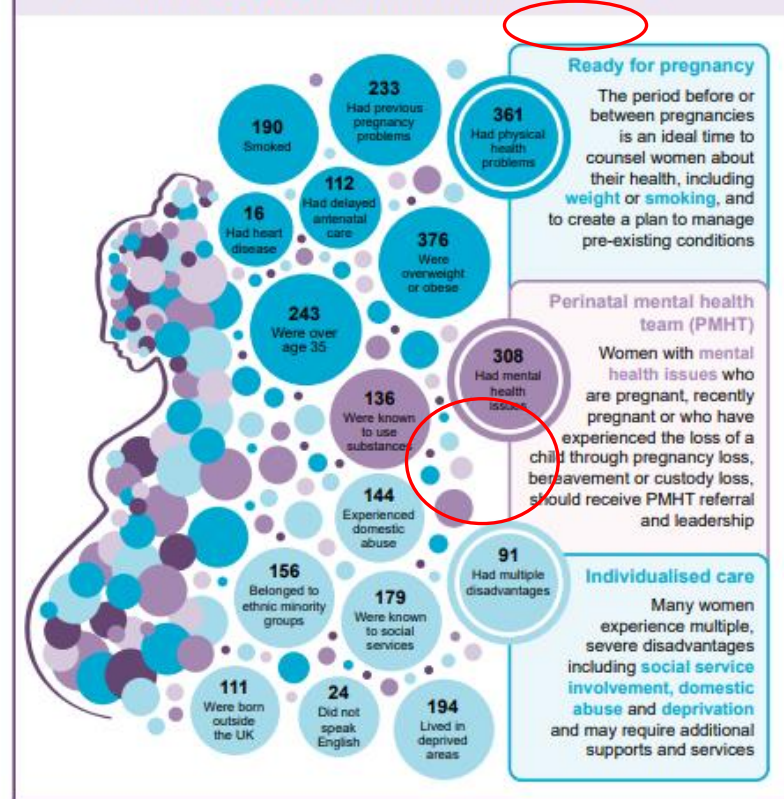 233
Had previous
pregnancy
problems
190
Smoked
361
Had physical
health
problems
112
Had delayed
antenatal
care
16
Had heart
disease
376
Were
overweight
or obese
243
Were over
age 35
308
Had mental
health
issues
136
Were known
to use
substances
144
Experienced
domestic
abuse
91
Had multiple
disadvantages
156
Belonged to
ethnic minority
groups
179
Were known
to social
services
111
Were born
outside
the UK
24
Did not
speak
English
194
Lived in
deprived
areas
Ready for pregnancy
The period before or
between pregnancies
is an ideal time to
counsel women about
their health, including
weight or smoking, and
to create a plan to manage
pre-existing conditions
Perinatal mental health
team (PMHT)
Women with mental
health issues who
are pregnant, recently
pregnant or who have
experienced the loss of a
child through pregnancy loss,
bereavement or custody loss,
should receive PMHT referral
and leadership
Individualised care
Many women
experience multiple,
severe disadvantages
including social service
involvement, domestic
abuse and deprivation
and may require additional
supports and services